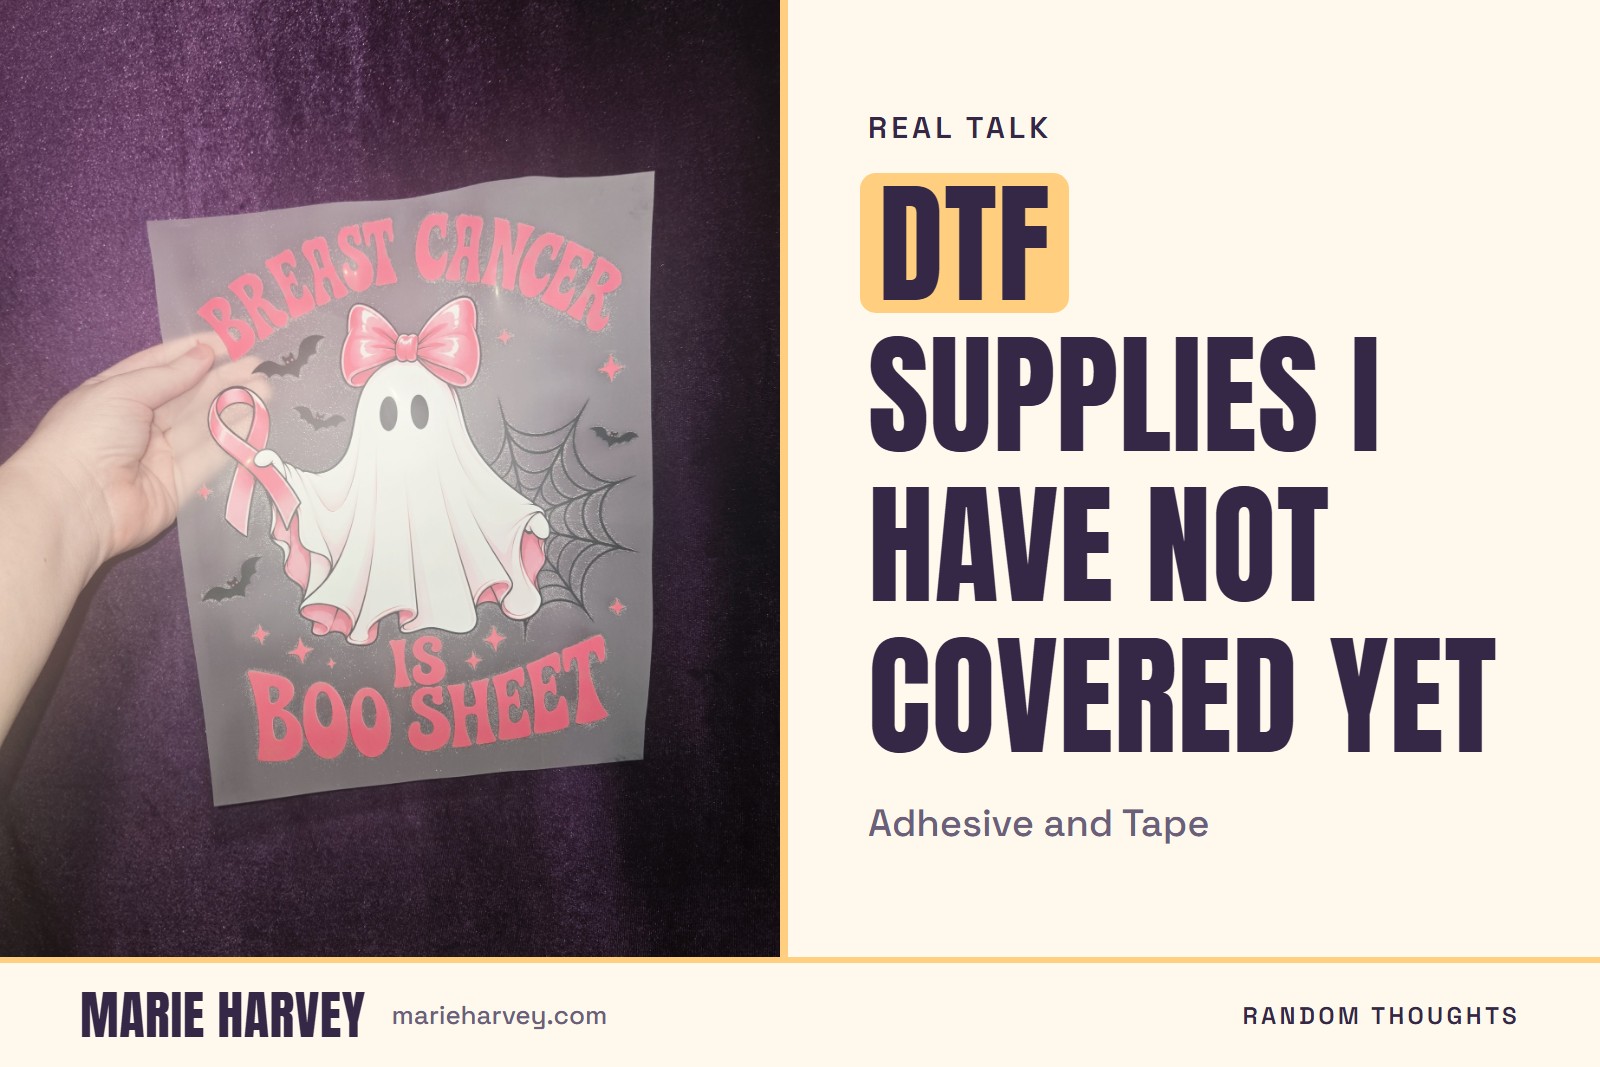 BREAST CANCER
IS
BOO SHEET
REAL TALK
DTF
SUPPLIES I
HAVE NOT
COVERED YET
Adhesive and Tape
MARIE HARVEY
marieharvey.com
RANDOM THOUGHTS